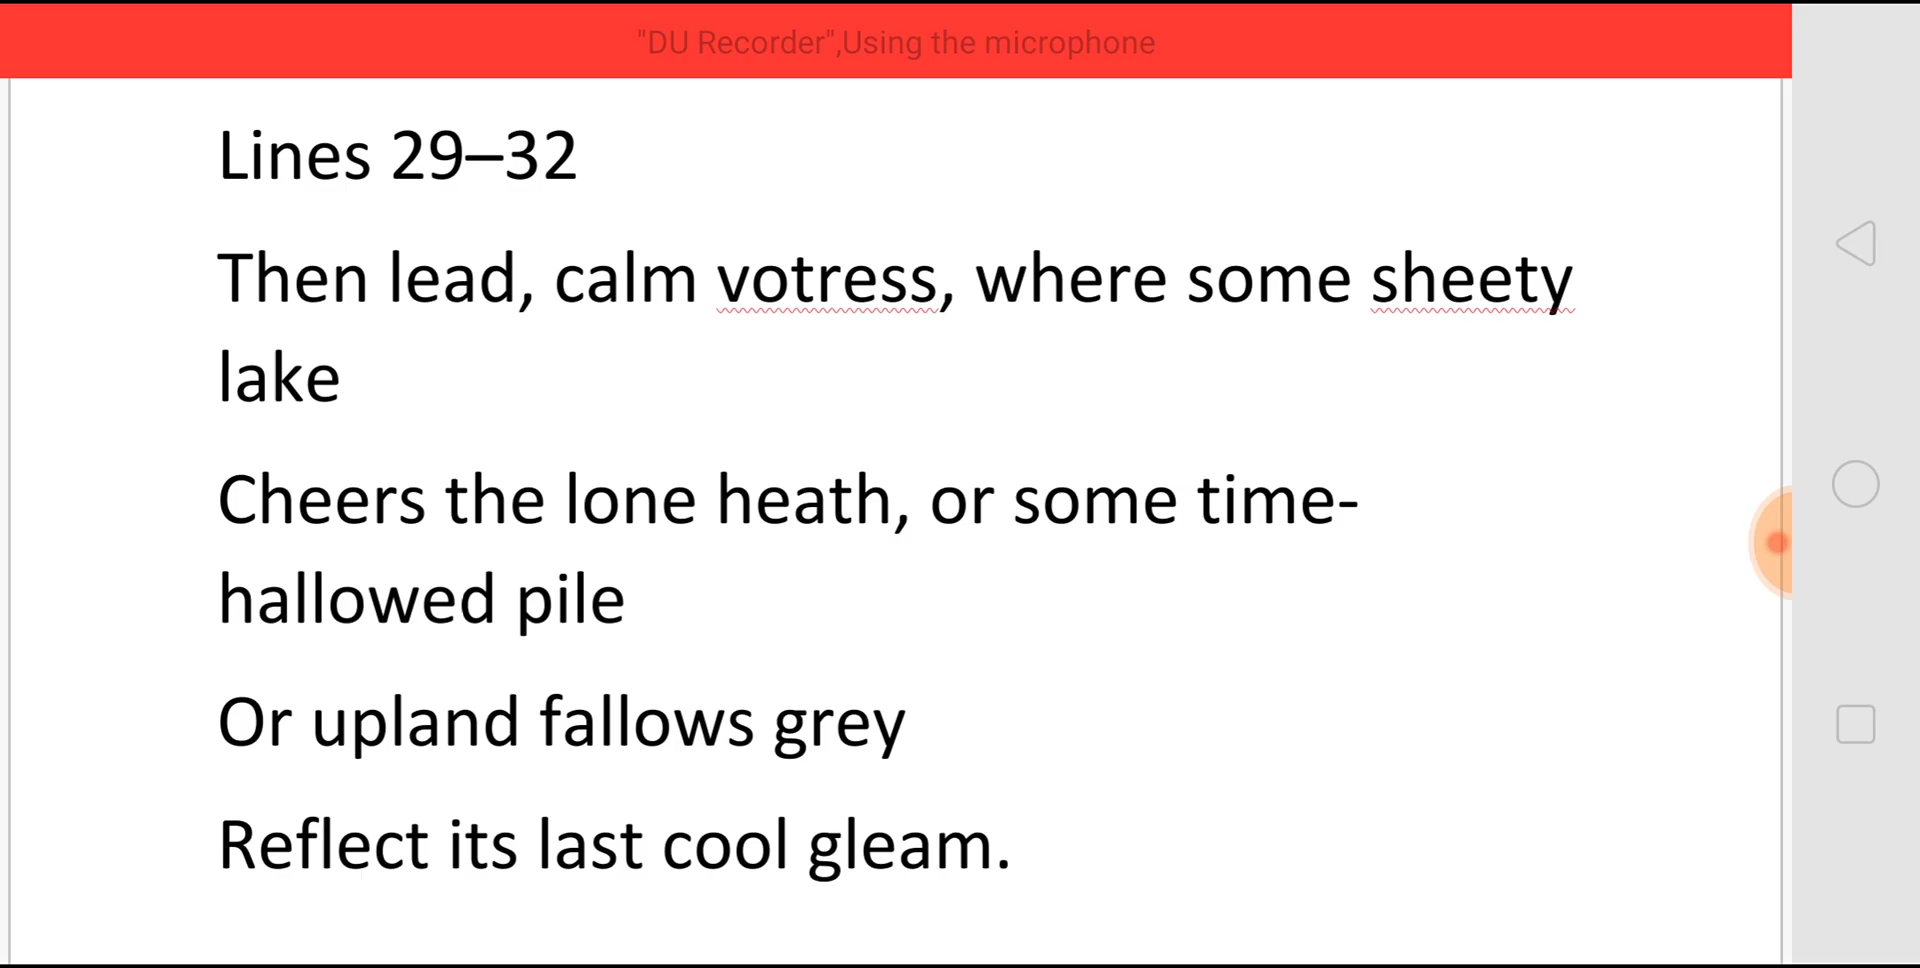 "DU Recorder",Using the microphone
Lines 29–32
Then lead, calm votress, where some sheety
lake
Cheers the lone heath, or some time-
hallowed pile
Or upland fallows grey
Reflect its last cool gleam.